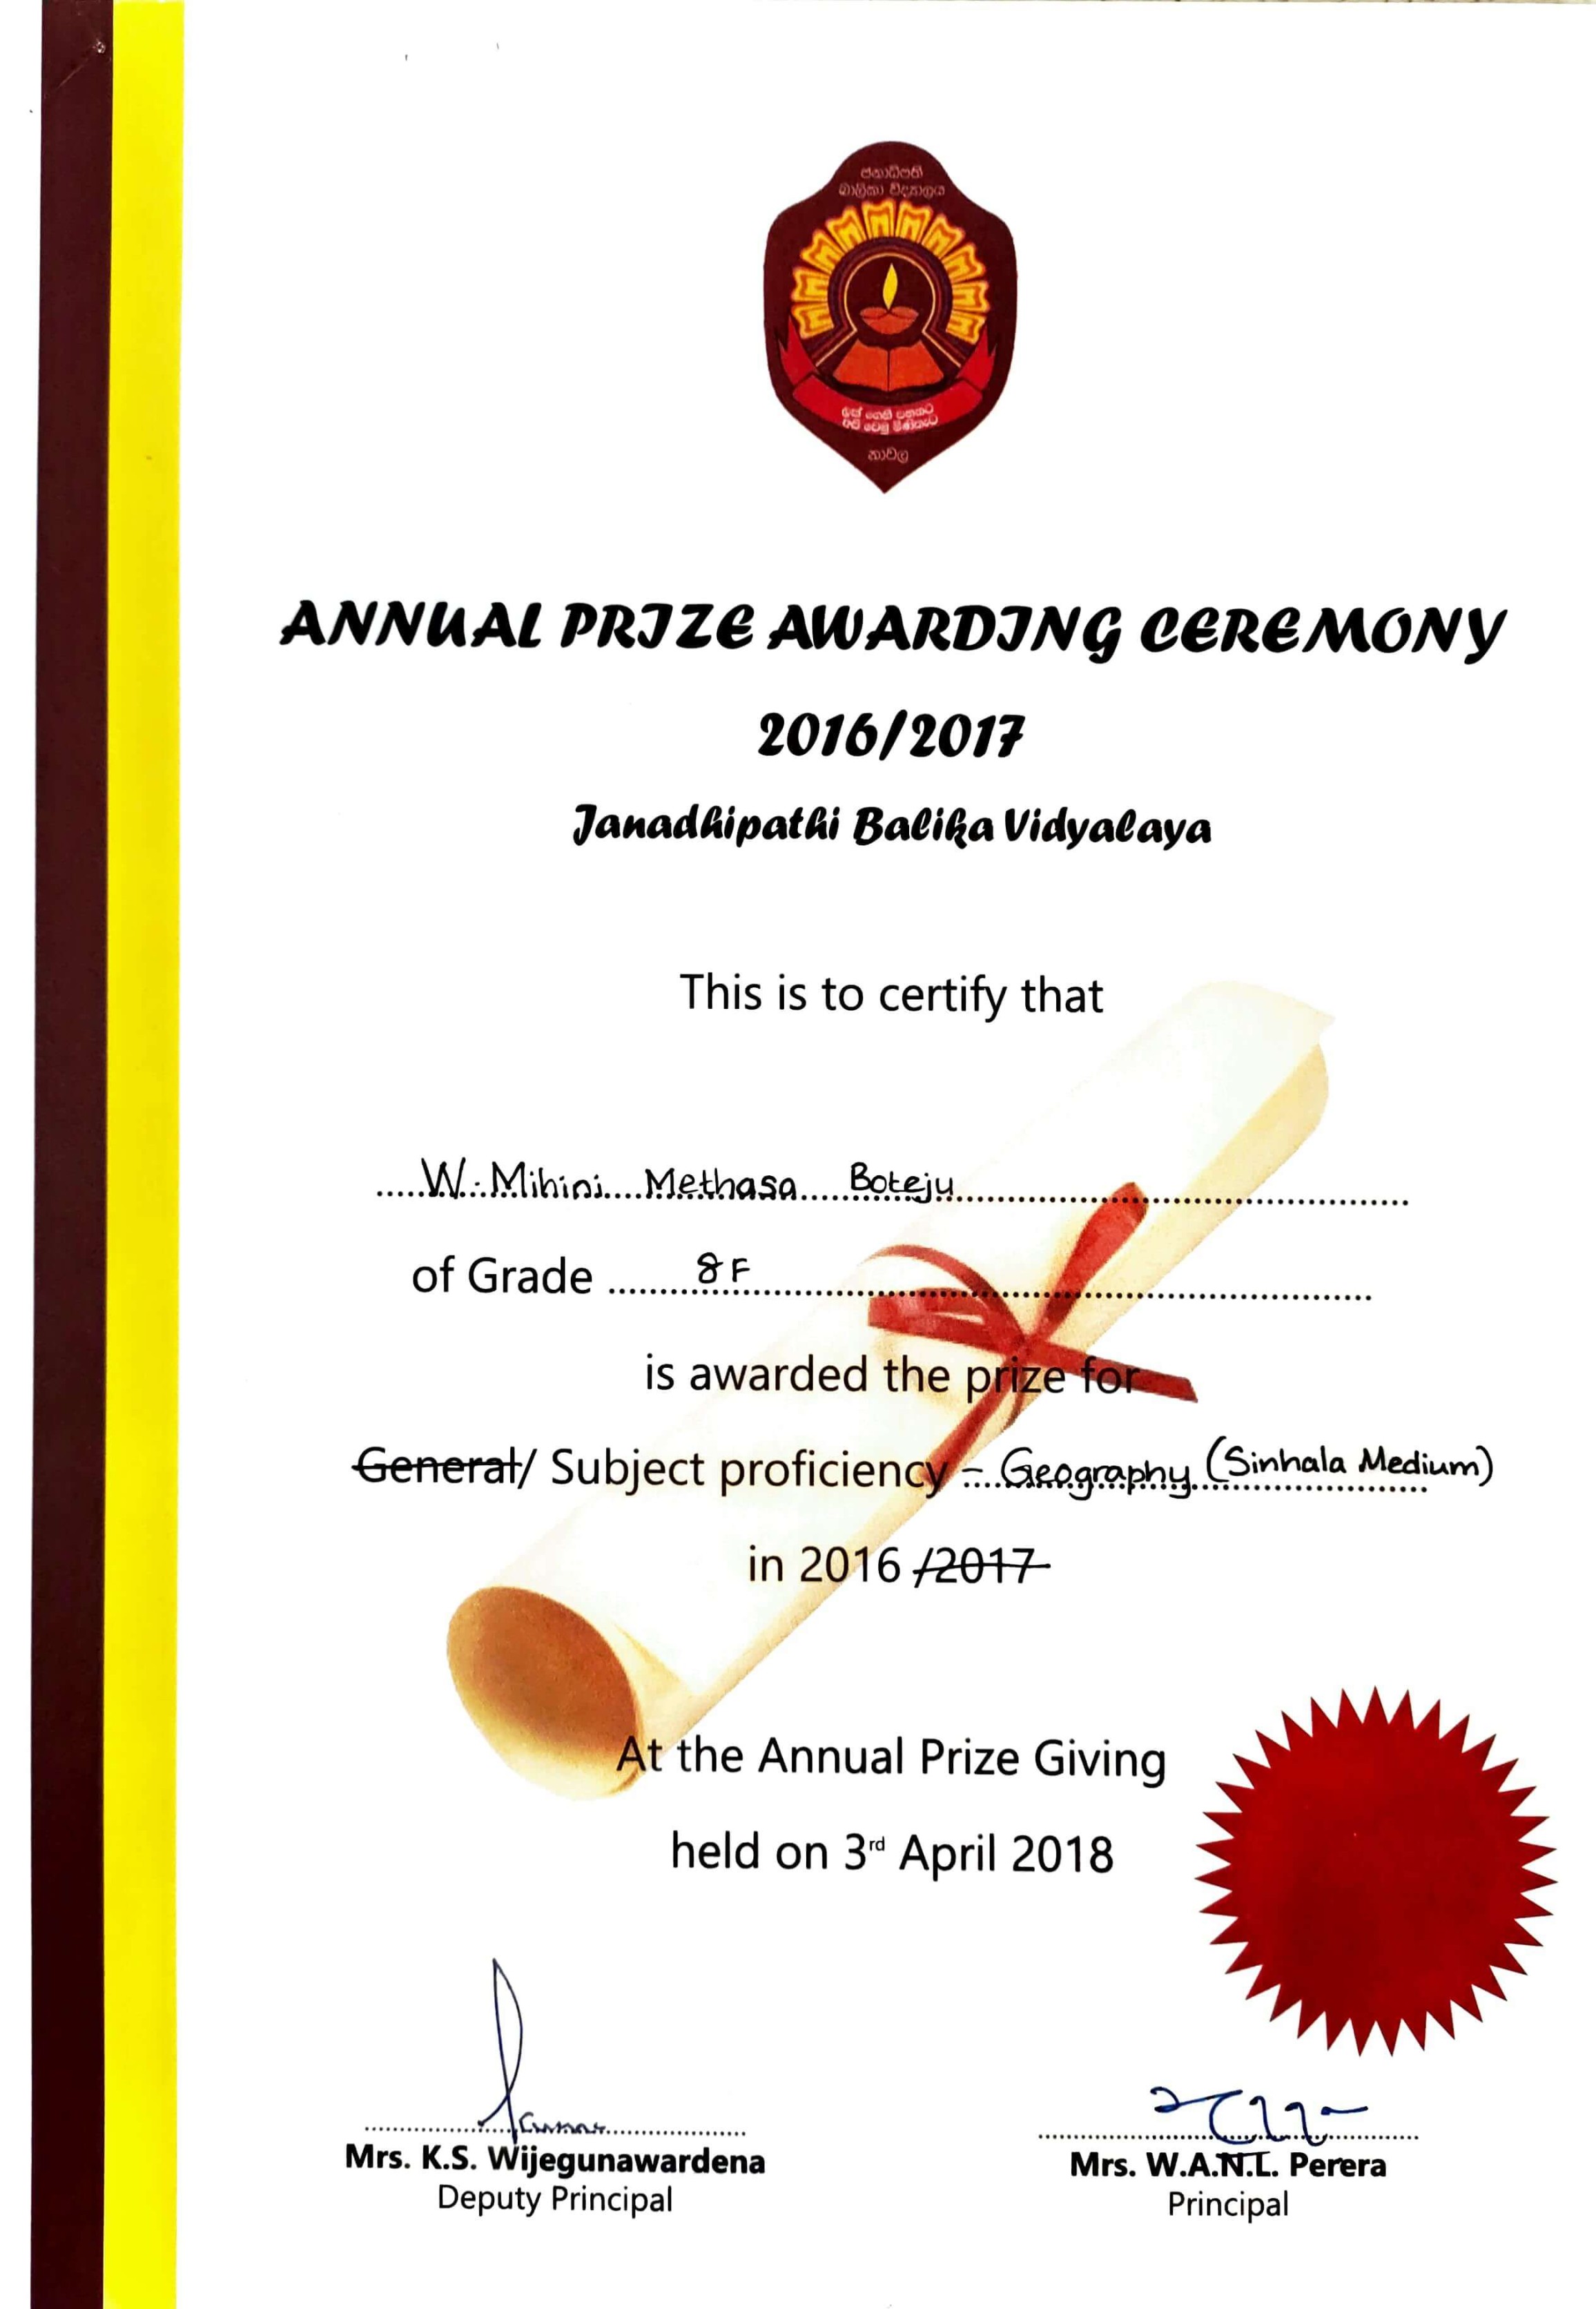 ජනාධිපති
බාලිකා විද්‍යාලය
නාවල
ANNUAL PRIZE AWARDING CEREMONY
2016/2017
Janadhipathi Balika Vidyalaya
This is to certify that
W. Mihini Methasa Boteju
of Grade 8F
is awarded the prize for
General/ Subject proficiency - Geography (Sinhala Medium)
in 2016 /2017
At the Annual Prize Giving
held on 3rd April 2018
Mrs. K.S. Wijegunawardena Mrs. W.A.N.L. Perera
Deputy Principal Principal